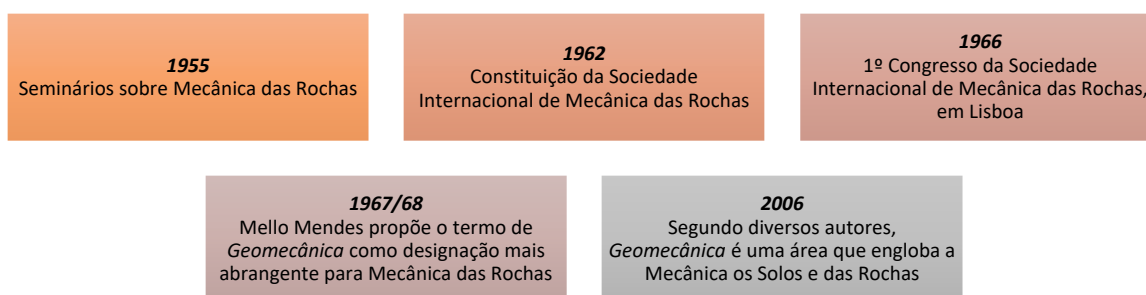 1955
Seminários sobre Mecânica das Rochas
1962
Constituição da Sociedade
Internacional de Mecânica das Rochas
1966
1º Congresso da Sociedade
Internacional de Mecânica das Rochas,
em Lisboa
1967/68
Mello Mendes propõe o termo de
Geomecânica como designação mais
abrangente para Mecânica das Rochas
2006
Segundo diversos autores,
Geomecânica é uma área que engloba a
Mecânica os Solos e das Rochas